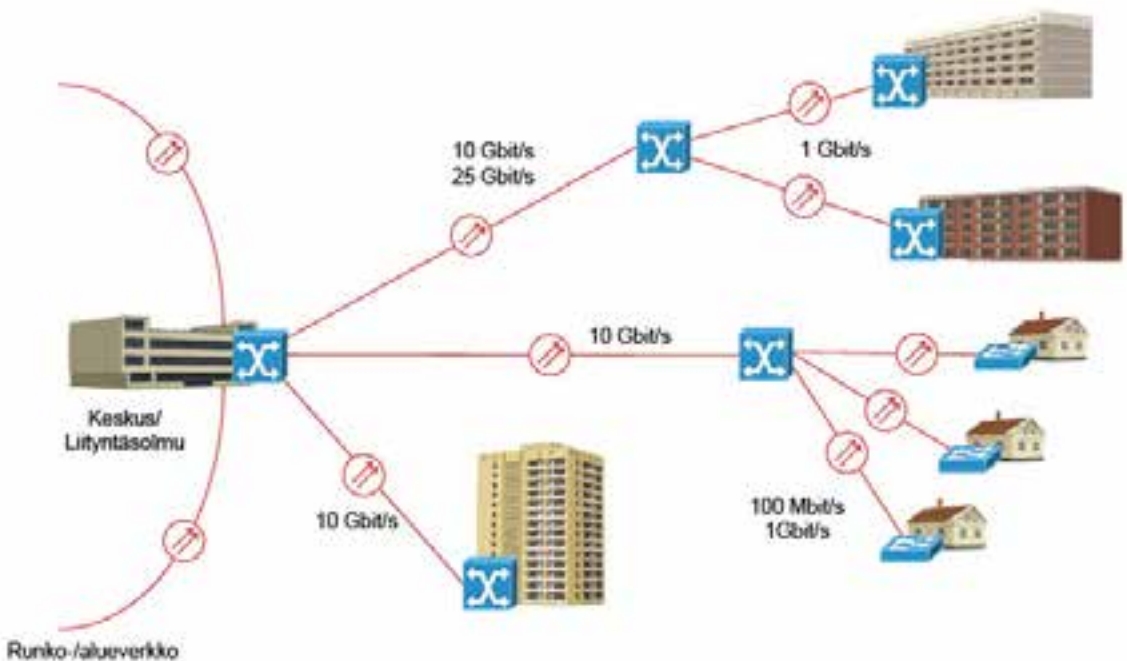 10 Gbit/s
25 Gbit/s
1 Gbit/s
10 Gbit/s
Keskus/
Liityntäsolmu
10 Gbit/s
100 Mbit/s
1Gbit/s
Runko-/alueverkko